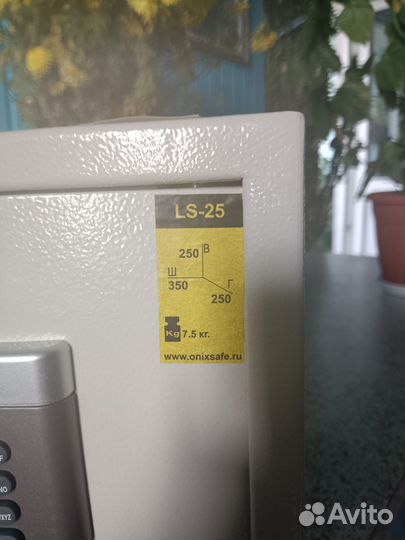 LS-25
250 В
Ш
350
Г
250
Kg 7.5 кг.
www.onixsafe.ru
Avito